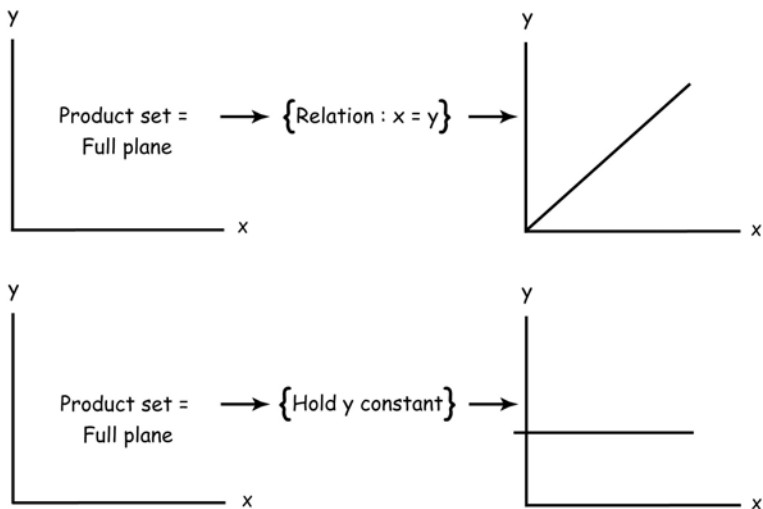 y
y
Product set =
Full plane
{Relation : x = y}
x
x
y
y
Product set =
Full plane
{Hold y constant}
x
x